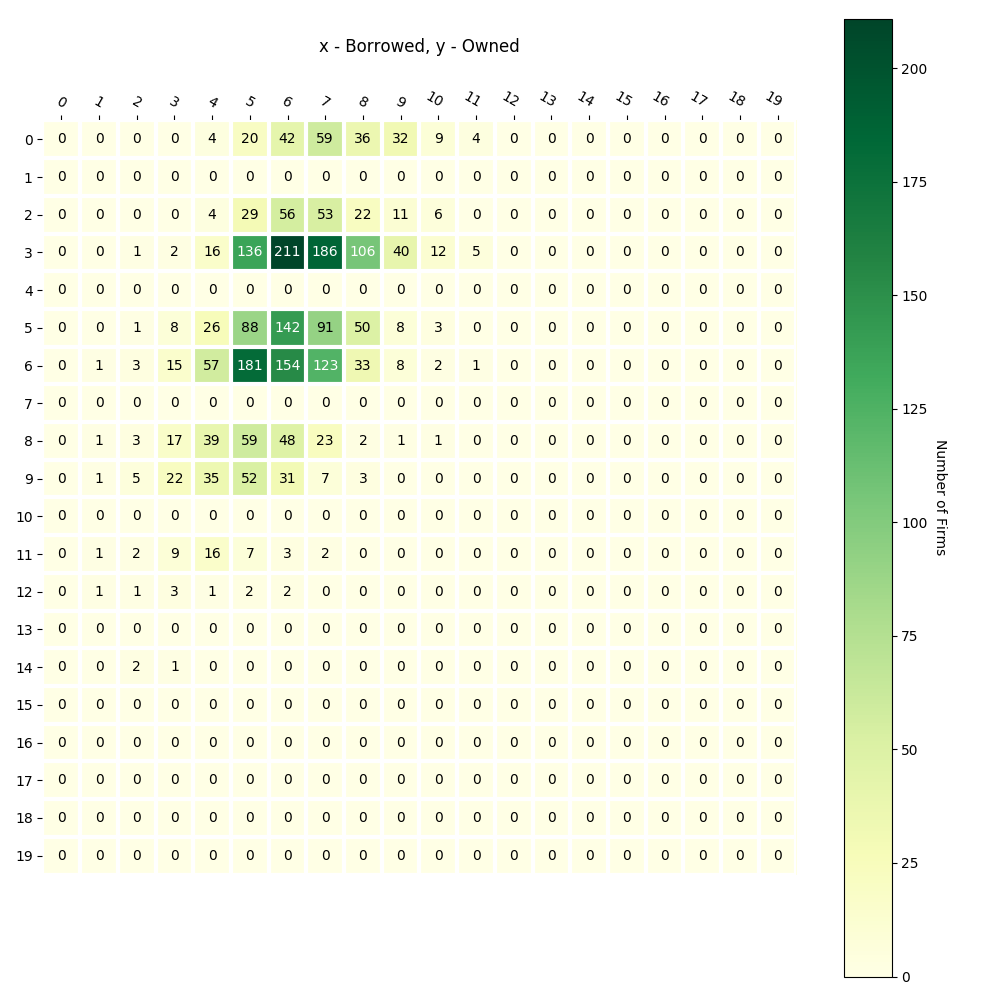 x - Borrowed, y - Owned
0 1 2 3 4 5 6 7 8 9 10 11 12 13 14 15 16 17 18 19
0 0 0 0 0 4 20 42 59 36 32 9 4 0 0 0 0 0 0 0 0
1 0 0 0 0 0 0 0 0 0 0 0 0 0 0 0 0 0 0 0 0
2 0 0 0 0 4 29 56 53 22 11 6 0 0 0 0 0 0 0 0 0
3 0 0 1 2 16 136 211 186 106 40 12 5 0 0 0 0 0 0 0 0
4 0 0 0 0 0 0 0 0 0 0 0 0 0 0 0 0 0 0 0 0
5 0 0 1 8 26 88 142 91 50 8 3 0 0 0 0 0 0 0 0 0
6 0 1 3 15 57 181 154 123 33 8 2 1 0 0 0 0 0 0 0 0
7 0 0 0 0 0 0 0 0 0 0 0 0 0 0 0 0 0 0 0 0
8 0 1 3 17 39 59 48 23 2 1 1 0 0 0 0 0 0 0 0 0
9 0 1 5 22 35 52 31 7 3 0 0 0 0 0 0 0 0 0 0 0
10 0 0 0 0 0 0 0 0 0 0 0 0 0 0 0 0 0 0 0 0
11 0 1 2 9 16 7 3 2 0 0 0 0 0 0 0 0 0 0 0 0
12 0 1 1 3 1 2 2 0 0 0 0 0 0 0 0 0 0 0 0 0
13 0 0 0 0 0 0 0 0 0 0 0 0 0 0 0 0 0 0 0 0
14 0 0 2 1 0 0 0 0 0 0 0 0 0 0 0 0 0 0 0 0
15 0 0 0 0 0 0 0 0 0 0 0 0 0 0 0 0 0 0 0 0
16 0 0 0 0 0 0 0 0 0 0 0 0 0 0 0 0 0 0 0 0
17 0 0 0 0 0 0 0 0 0 0 0 0 0 0 0 0 0 0 0 0
18 0 0 0 0 0 0 0 0 0 0 0 0 0 0 0 0 0 0 0 0
19 0 0 0 0 0 0 0 0 0 0 0 0 0 0 0 0 0 0 0 0
200
175
150
125
100
75
50
25
0
Number of Firms